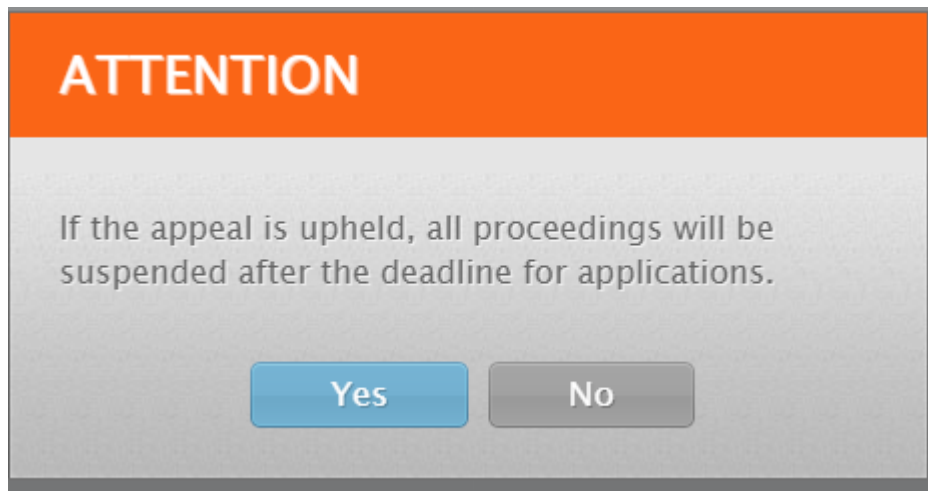 ATTENTION
If the appeal is upheld, all proceedings will be
suspended after the deadline for applications.
Yes
No